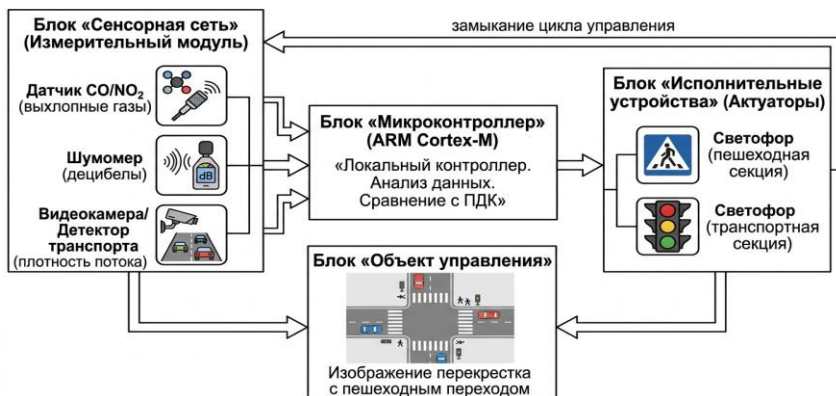 замыкание цикла управления
Блок «Сенсорная сеть»
(Измерительный модуль)
Датчик CO/NO₂
(выхлопные газы)
Шумомер
(децибелы)
dB
Видеокамера/
Детектор
транспорта
(плотность потока)
Блок «Микроконтроллер»
(ARM Cortex-M)
«Локальный контроллер.
Анализ данных.
Сравнение с ПДК»
Блок «Исполнительные
устройства» (Актуаторы)
Светофор
(пешеходная
секция)
Светофор
(транспортная
секция)
Блок «Объект управления»
Изображение перекрестка
с пешеходным переходом